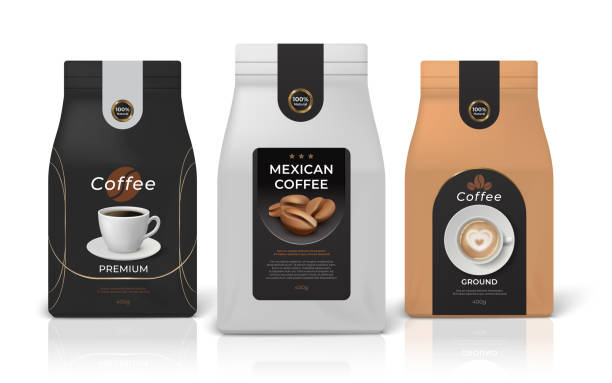 100%
Natural
Coffee
PREMIUM
400g
100%
Natural
MEXICAN
COFFEE
400g
100%
Natural
Coffee
GROUND
400g